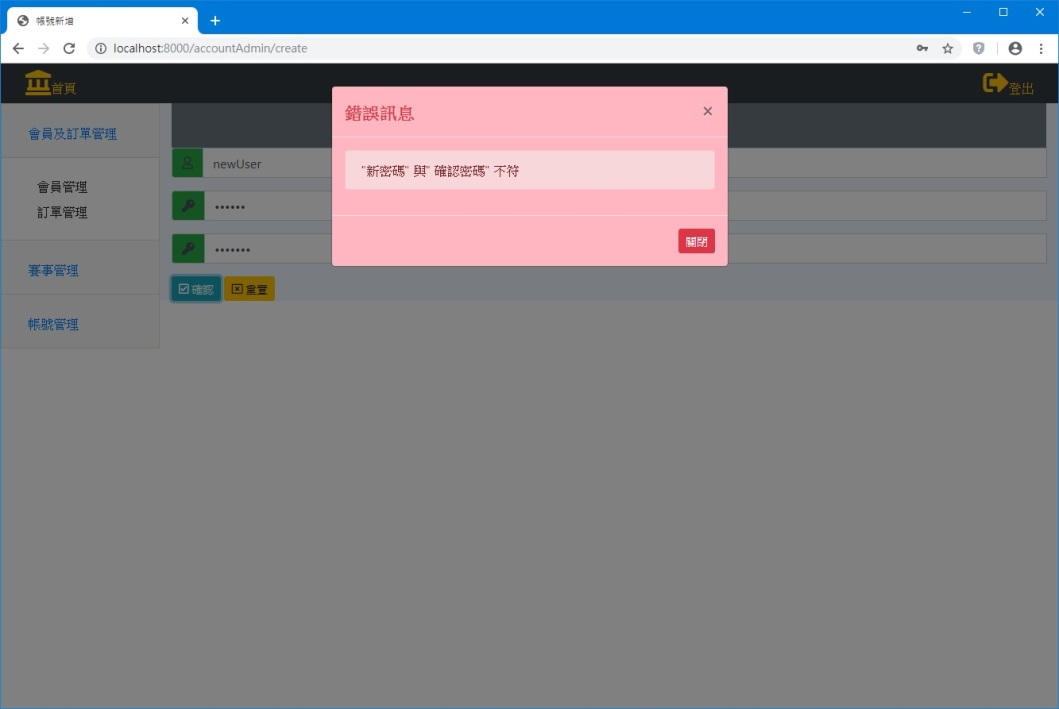 帳號新增
localhost:8000/accountAdmin/create
首頁
登出
錯誤訊息
會員及訂單管理
newUser
"新密碼" 與" 確認密碼" 不符
會員管理
訂單管理
關閉
賽事管理
確認
重置
帳號管理